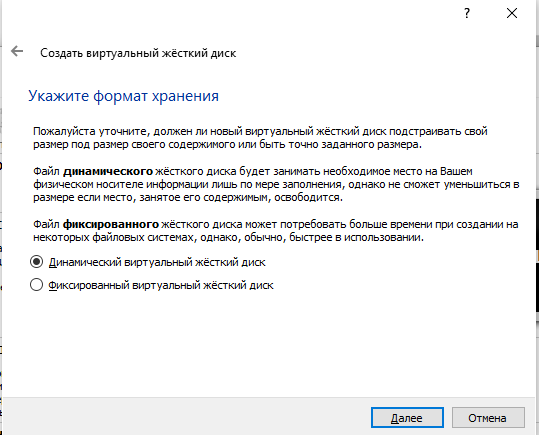 ?
Создать виртуальный жёсткий диск
Укажите формат хранения
Пожалуйста уточните, должен ли новый виртуальный жёсткий диск подстраивать свой
размер под размер своего содержимого или быть точно заданного размера.
Файл динамического жёсткого диска будет занимать необходимое место на Вашем
физическом носителе информации лишь по мере заполнения, однако не сможет уменьшиться в
размере если место, занятое его содержимым, освободится.
Файл фиксированного жёсткого диска может потребовать больше времени при создании на
некоторых файловых системах, однако, обычно, быстрее в использовании.
Динамический виртуальный жёсткий диск
Фиксированный виртуальный жёсткий диск
Далее
Отмена